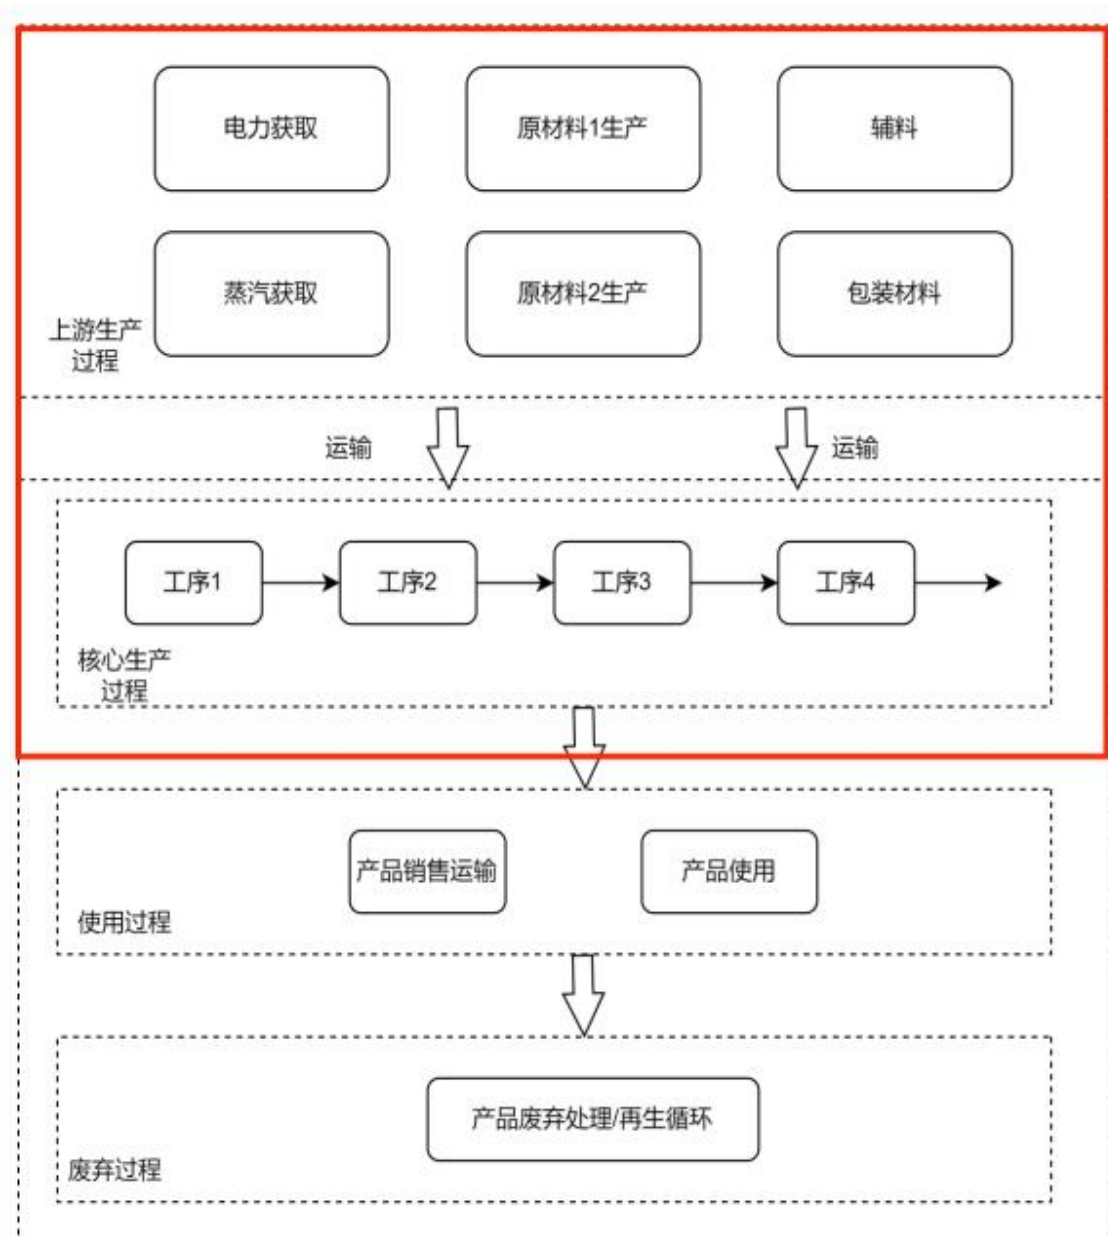 电力获取
原材料1生产
辅料
蒸汽获取
原材料2生产
包装材料
上游生产
过程
运输
运输
工序1
工序2
工序3
工序4
核心生产
过程
产品销售运输
产品使用
使用过程
产品废弃处理/再生循环
废弃过程